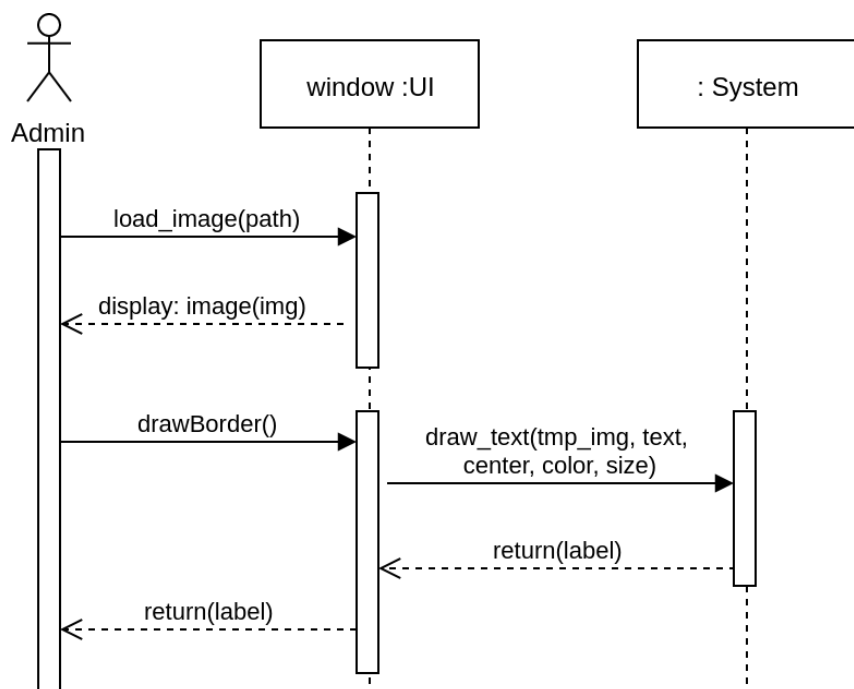 Admin
window :UI
: System
load_image(path)
display: image(img)
drawBorder()
draw_text(tmp_img, text,
center, color, size)
return(label)
return(label)